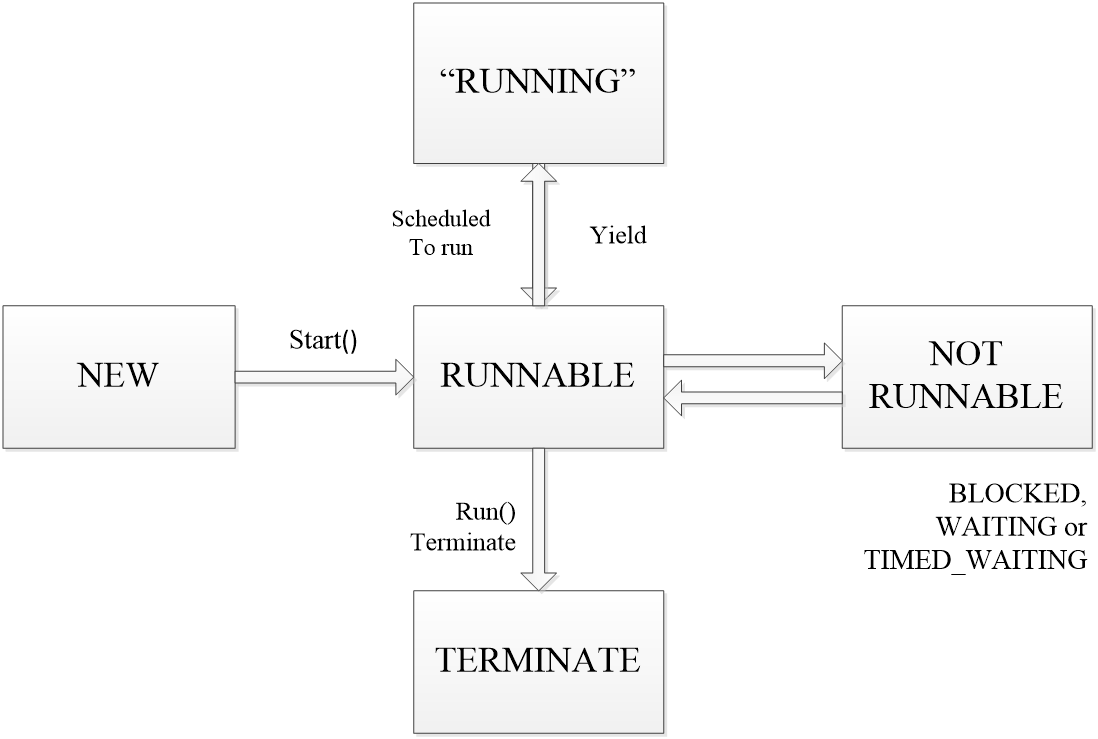 “RUNNING”
Scheduled
To run
Yield
NEW
Start()
RUNNABLE
NOT
RUNNABLE
BLOCKED,
WAITING or
TIMED_WAITING
Run()
Terminate
TERMINATE